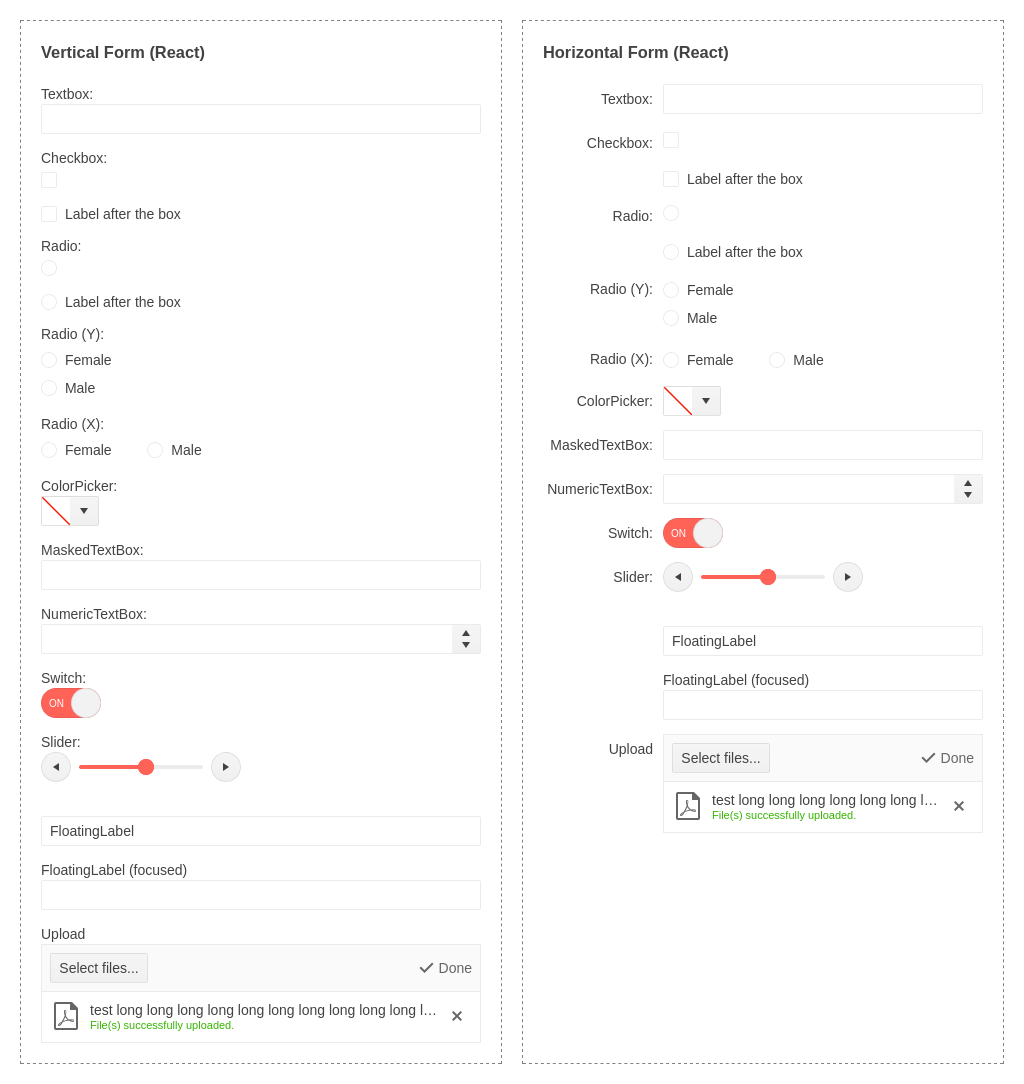 Vertical Form (React)
Textbox:
Checkbox:
Label after the box
Radio:
Label after the box
Radio (Y):
Female
Male
Radio (X):
Female Male
ColorPicker:
MaskedTextBox:
NumericTextBox:
Switch:
ON
Slider:
FloatingLabel
FloatingLabel (focused)
Upload
Select files... Done
test long long long long long long long long long long l...
File(s) successfully uploaded.
Horizontal Form (React)
Textbox:
Checkbox:
Label after the box
Radio:
Label after the box
Radio (Y): Female
Male
Radio (X): Female Male
ColorPicker:
MaskedTextBox:
NumericTextBox:
Switch: ON
Slider:
FloatingLabel
FloatingLabel (focused)
Upload Select files... Done
test long long long long long long l...
File(s) successfully uploaded.